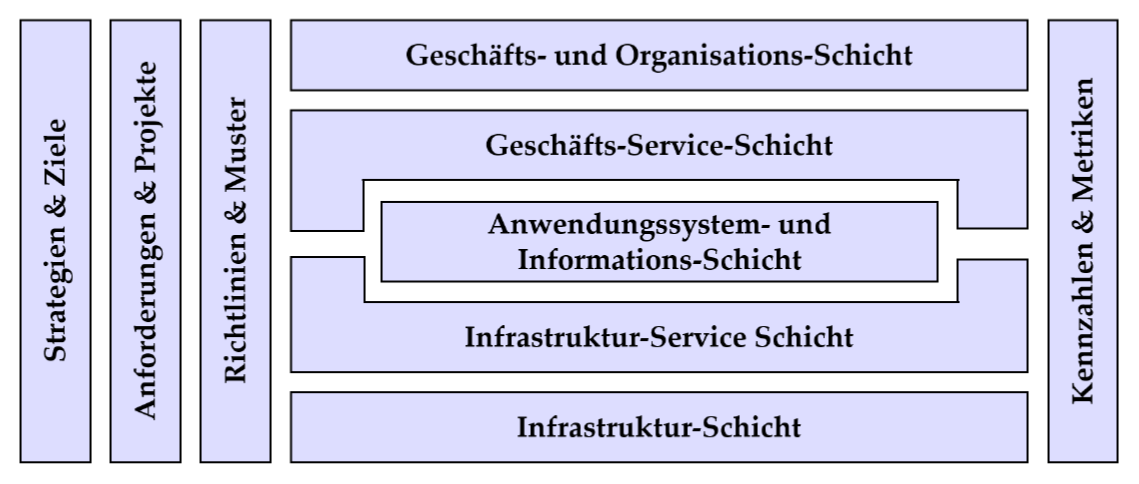 Strategien & Ziele
Anforderungen & Projekte
Richtlinien & Muster
Geschäfts- und Organisations-Schicht
Geschäfts-Service-Schicht
Anwendungssystem- und
Informations-Schicht
Infrastruktur-Service Schicht
Infrastruktur-Schicht
Kennzahlen & Metriken